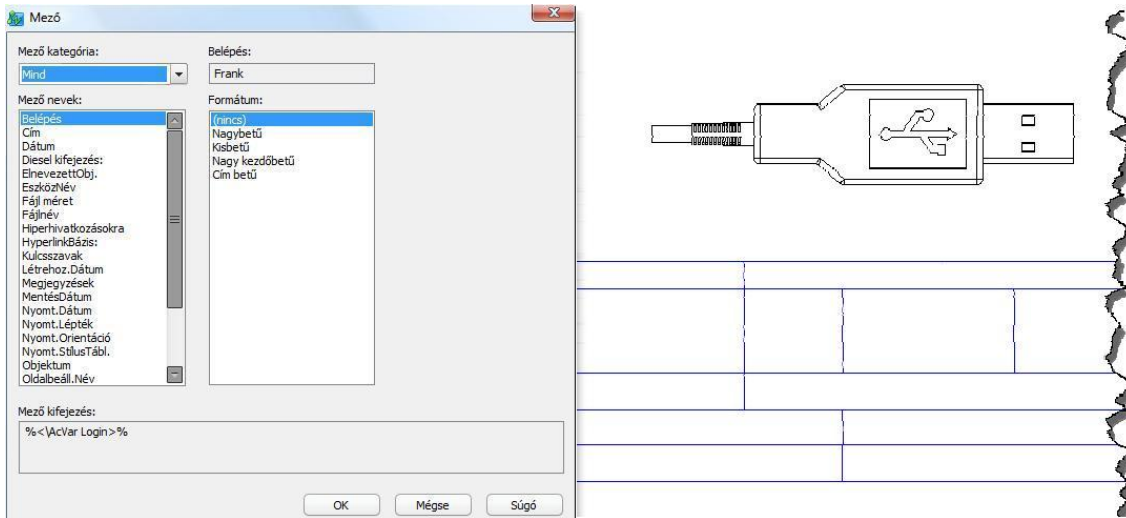 Mező
Mező kategória:
Mind
Mező nevek:
Belépés
Cím
Dátum
Diesel kifejezés:
ElnevezettObj.
EszközNév
Fájl méret
Fájlnév
Hiperhivatkozásokra
HyperlinkBázis:
Kulcsszavak
Létrehoz.Dátum
Megjegyzések
MentésDátum
Nyomt.Dátum
Nyomt.Lépték
Nyomt.Orientáció
Nyomt.StílusTábl.
Objektum
Oldalbeáll.Név
Belépés:
Frank
Formátum:
(nincs)
Nagybetű
Kisbetű
Nagy kezdőbetű
Cím betű
Mező kifejezés:
%<\AcVar Login>%
OK
Mégse
Súgó